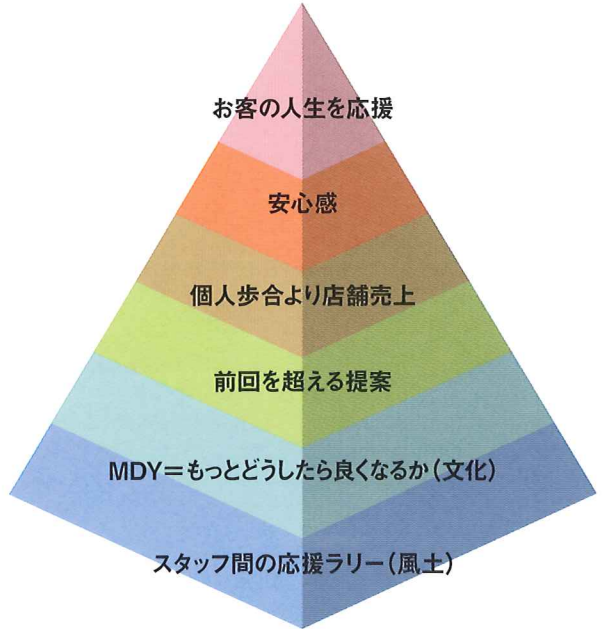 お客の人生を応援
安心感
個人歩合より店舗売上
前回を超える提案
MDY=もっとどうしたら良くなるか(文化)
スタッフ間の応援ラリー(風土)